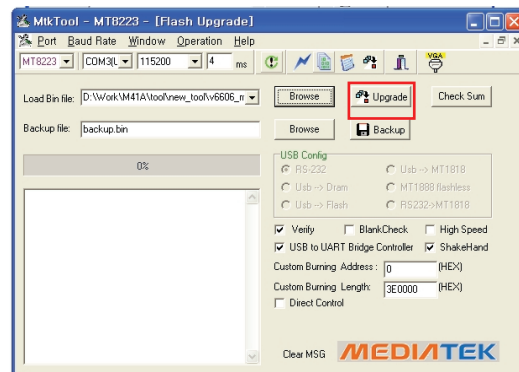 MtkTool - MT8223 - [Flash Upgrade]
Port Baud Rate Window Operation Help
MT8223 COM3(L 115200 4 ms VGA
Load Bin file: D:\Work\M41A\tool\new_tool\v6606_r Browse Upgrade Check Sum
Backup file: backup.bin Browse Backup
0%
USB Config
RS-232 Usb -> MT1818
Usb -> Dram MT1888 flashless
Usb -> Flash RS232->MT1818
Verify BlankCheck High Speed
USB to UART Bridge Controller ShakeHand
Custom Burning Address : 0 (HEX)
Custom Burning Length: 3E0000 (HEX)
Direct Control
Clear MSG MEDIATEK